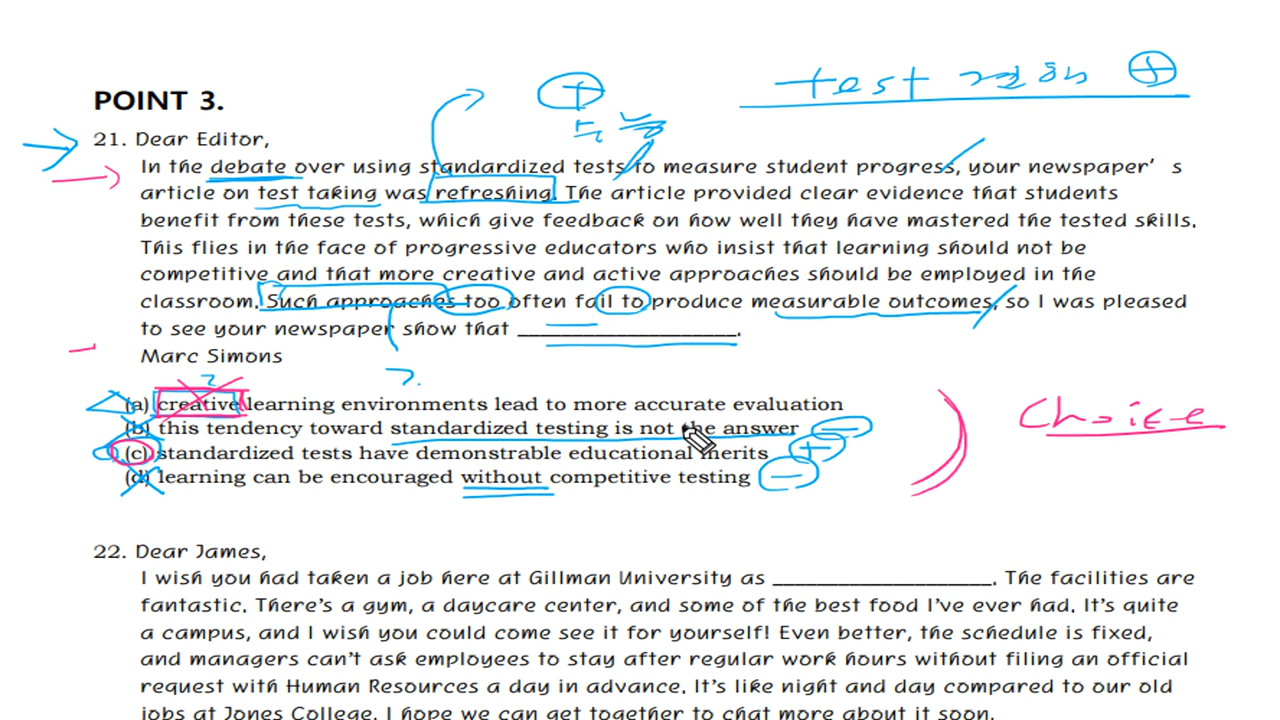 test
POINT 3.
21. Dear Editor,
In the debate over using standardized tests to measure student progress, your newspaper' s
article on test taking was refreshing. The article provided clear evidence that students
benefit from these tests, which give feedback on how well they have mastered the tested skills.
This flies in the face of progressive educators who insist that learning should not be
competitive and that more creative and active approaches should be employed in the
classroom. Such approaches too often fail to produce measurable outcomes, so I was pleased
to see your newspaper show that ____________________.
Marc Simons
(a) creative learning environments lead to more accurate evaluation
(b) this tendency toward standardized testing is not the answer
(c) standardized tests have demonstrable educational merits
(d) learning can be encouraged without competitive testing
Choice
22. Dear James,
I wish you had taken a job here at Gillman University as ____________________. The facilities are
fantastic. There's a gym, a daycare center, and some of the best food I've ever had. It's quite
a campus, and I wish you could come see it for yourself! Even better, the schedule is fixed,
and managers can't ask employees to stay after regular work hours without filing an official
request with Human Resources a day in advance. It's like night and day compared to our old
jobs at Jones College. I hope we can get together to chat more about it soon.